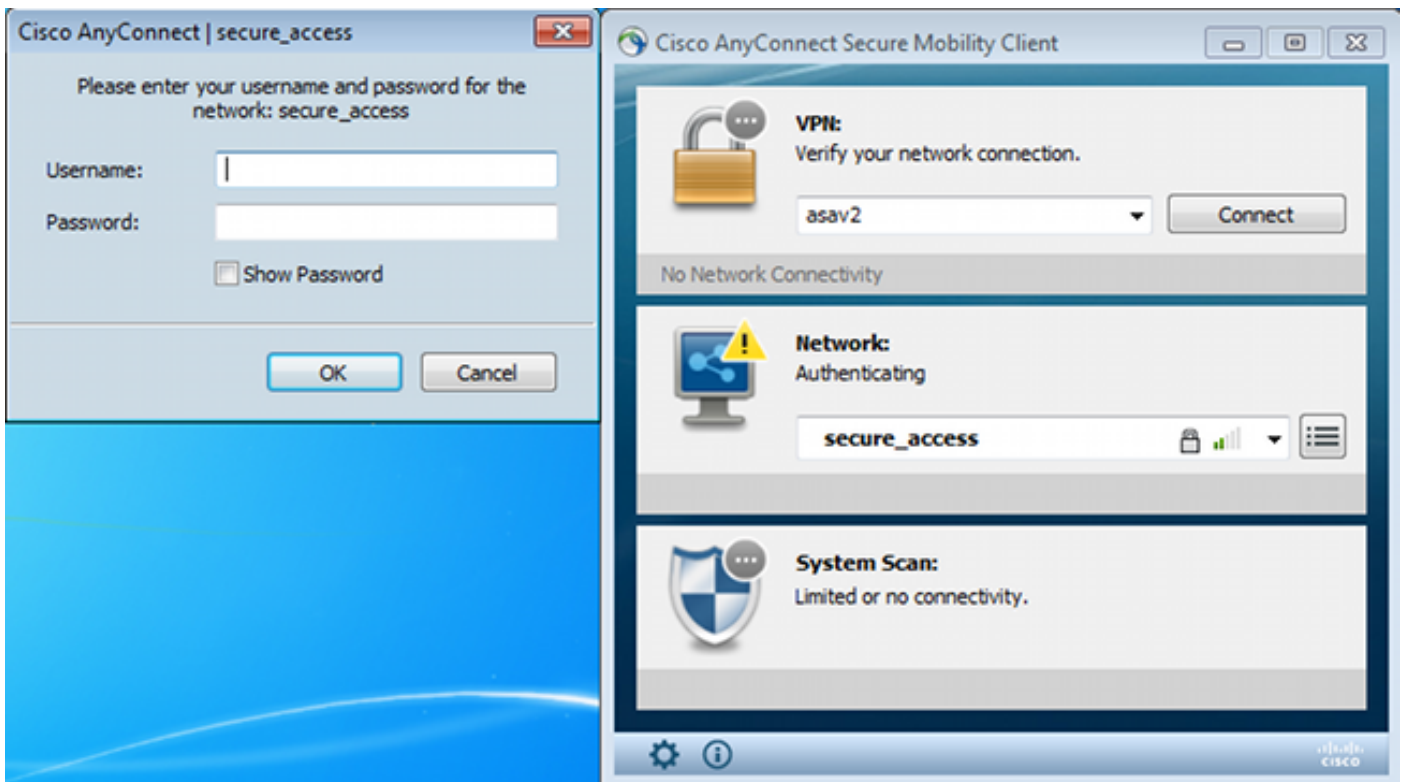 Cisco AnyConnect | secure_access
Please enter your username and password for the
network: secure_access
Username:
Password:
Show Password
OK
Cancel
Cisco AnyConnect Secure Mobility Client
VPN:
Verify your network connection.
asav2
Connect
No Network Connectivity
Network:
Authenticating
secure_access
System Scan:
Limited or no connectivity.
CISCO